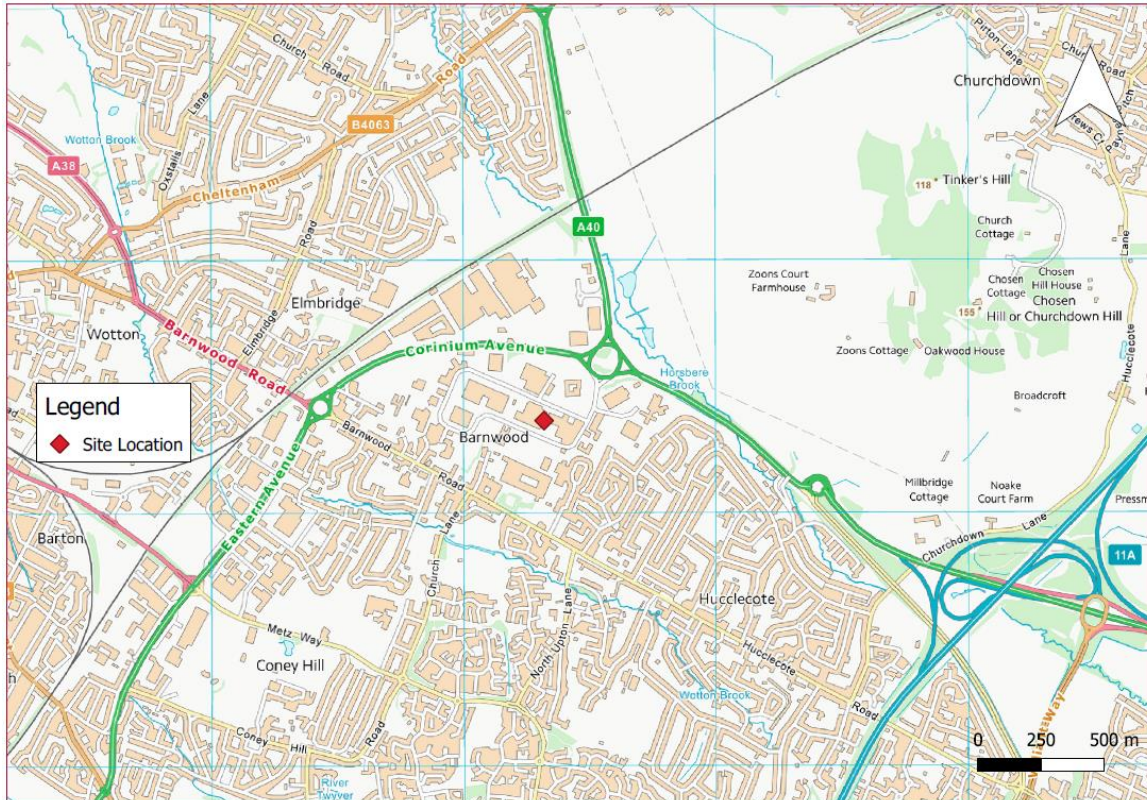 Pirton Lane
Church Road
Church Road
Churchdown
B4063
Road
Wotton Brook
Oxstalls
Lane
A38
Cheltenham
Road
118
Tinker's Hill
A40
Church
Cottage
Lane
Zoons Court
Farmhouse
Elmbridge
Chosen
Cottage
Chosen
Hill House
Chosen
Hill or Churchdown Hill
155
Wotton
Barnwood Road
Elmbridge
Corinium Avenue
Zoons Cottage
Oakwood House
Hucclecote
Horsbere
Brook
Broadcroft
Legend
Site Location
Barnwood
Barnwood
Road
Eastern Avenue
Millbridge
Cottage
Noake
Court Farm
Pressm
Barton
Church
Lane
Churchdown
Lane
11A
Hucclecote
Metz Way
North Upton Lane
Hucclecote
Road
Coney Hill
Wotton Brook
Coney Hill
Road
River
Twyver
Way
0 250 500 m